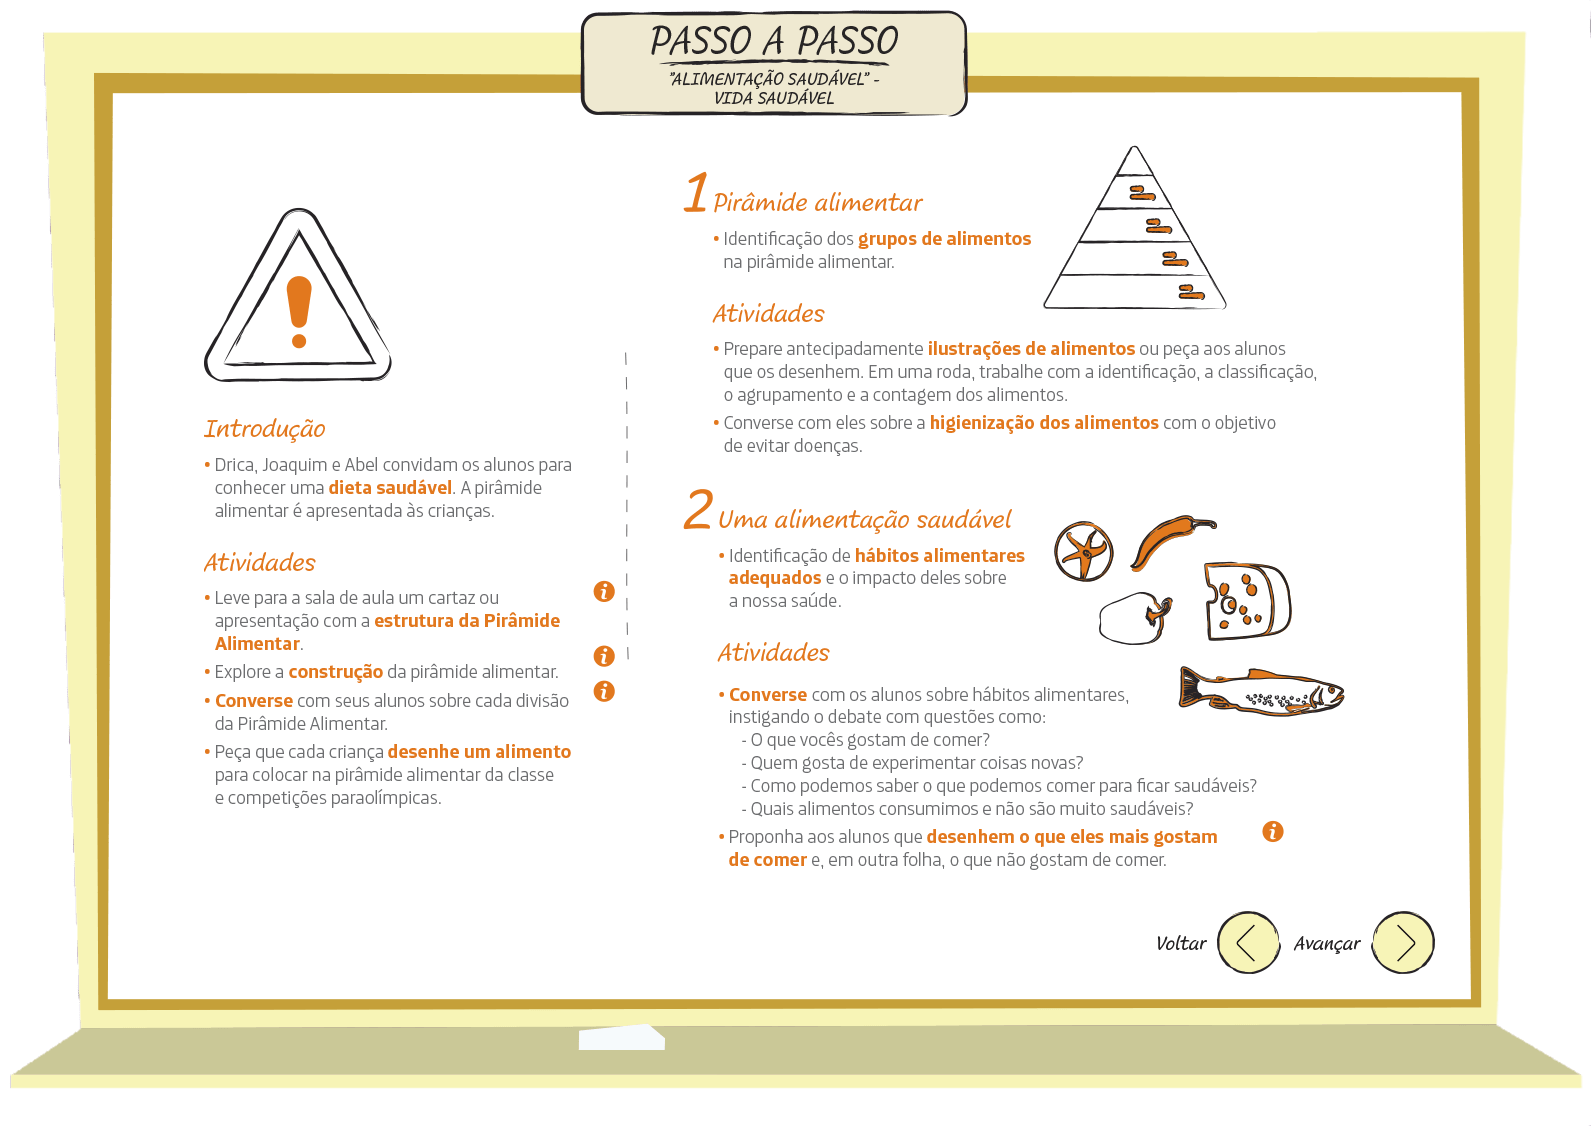 PASSO A PASSO
"ALIMENTAÇÃO SAUDÁVEL" -
VIDA SAUDÁVEL
Introdução
• Drica, Joaquim e Abel convidam os alunos para
conhecer uma dieta saudável. A pirâmide
alimentar é apresentada às crianças.
Atividades
• Leve para a sala de aula um cartaz ou
apresentação com a estrutura da Pirâmide
Alimentar.
• Explore a construção da pirâmide alimentar.
• Converse com seus alunos sobre cada divisão
da Pirâmide Alimentar.
• Peça que cada criança desenhe um alimento
para colocar na pirâmide alimentar da classe
e competições paraolímpicas.
i
i
i
1 Pirâmide alimentar
• Identificação dos grupos de alimentos
na pirâmide alimentar.
Atividades
• Prepare antecipadamente ilustrações de alimentos ou peça aos alunos
que os desenhem. Em uma roda, trabalhe com a identificação, a classificação,
o agrupamento e a contagem dos alimentos.
• Converse com eles sobre a higienização dos alimentos com o objetivo
de evitar doenças.
2 Uma alimentação saudável
• Identificação de hábitos alimentares
adequados e o impacto deles sobre
a nossa saúde.
Atividades
• Converse com os alunos sobre hábitos alimentares,
instigando o debate com questões como:
- O que vocês gostam de comer?
- Quem gosta de experimentar coisas novas?
- Como podemos saber o que podemos comer para ficar saudáveis?
- Quais alimentos consumimos e não são muito saudáveis?
• Proponha aos alunos que desenhem o que eles mais gostam
de comer e, em outra folha, o que não gostam de comer.
i
Voltar
Avançar